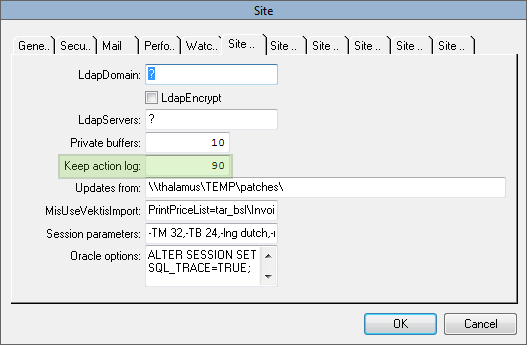 Site
Gene.. Secu.. Mail Perfo.. Watc.. Site .. Site .. Site .. Site .. Site .. Site ..
LdapDomain: ?
LdapEncrypt
LdapServers: ?
Private buffers: 10
Keep action log: 90
Updates from: \\thalamus\TEMP\patches\
MisUseVektisImport: PrintPriceList=tar_bsl\Invoi
Session parameters: -TM 32,-TB 24,-lng dutch,-
Oracle options: ALTER SESSION SET
SQL_TRACE=TRUE;
OK Cancel